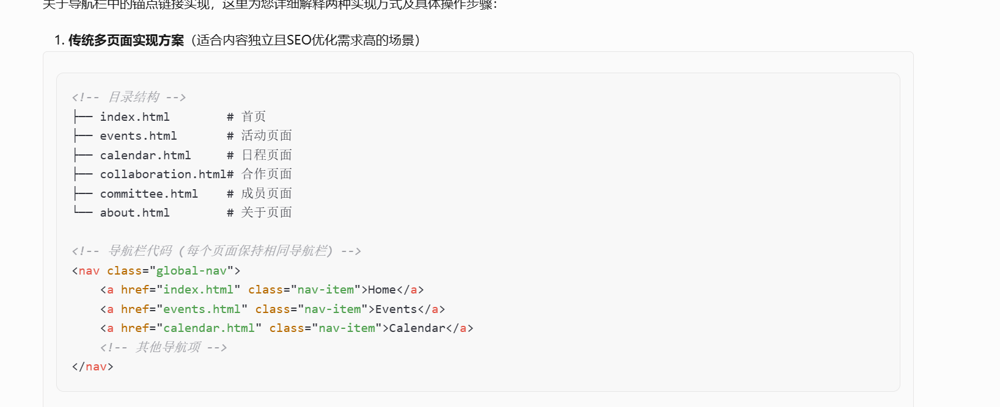 关于导航栏中的锚点链接实现，这里为您详细解释两种实现方式及具体操作步骤：
1. 传统多页面实现方案（适合内容独立且SEO优化需求高的场景）
<!-- 目录结构 -->
├── index.html        # 首页
├── events.html       # 活动页面
├── calendar.html     # 日程页面
├── collaboration.html# 合作页面
├── committee.html    # 成员页面
└── about.html        # 关于页面
<!-- 导航栏代码 (每个页面保持相同导航栏) -->
<nav class="global-nav">
    <a href="index.html" class="nav-item">Home</a>
    <a href="events.html" class="nav-item">Events</a>
    <a href="calendar.html" class="nav-item">Calendar</a>
    <!-- 其他导航项 -->
</nav>